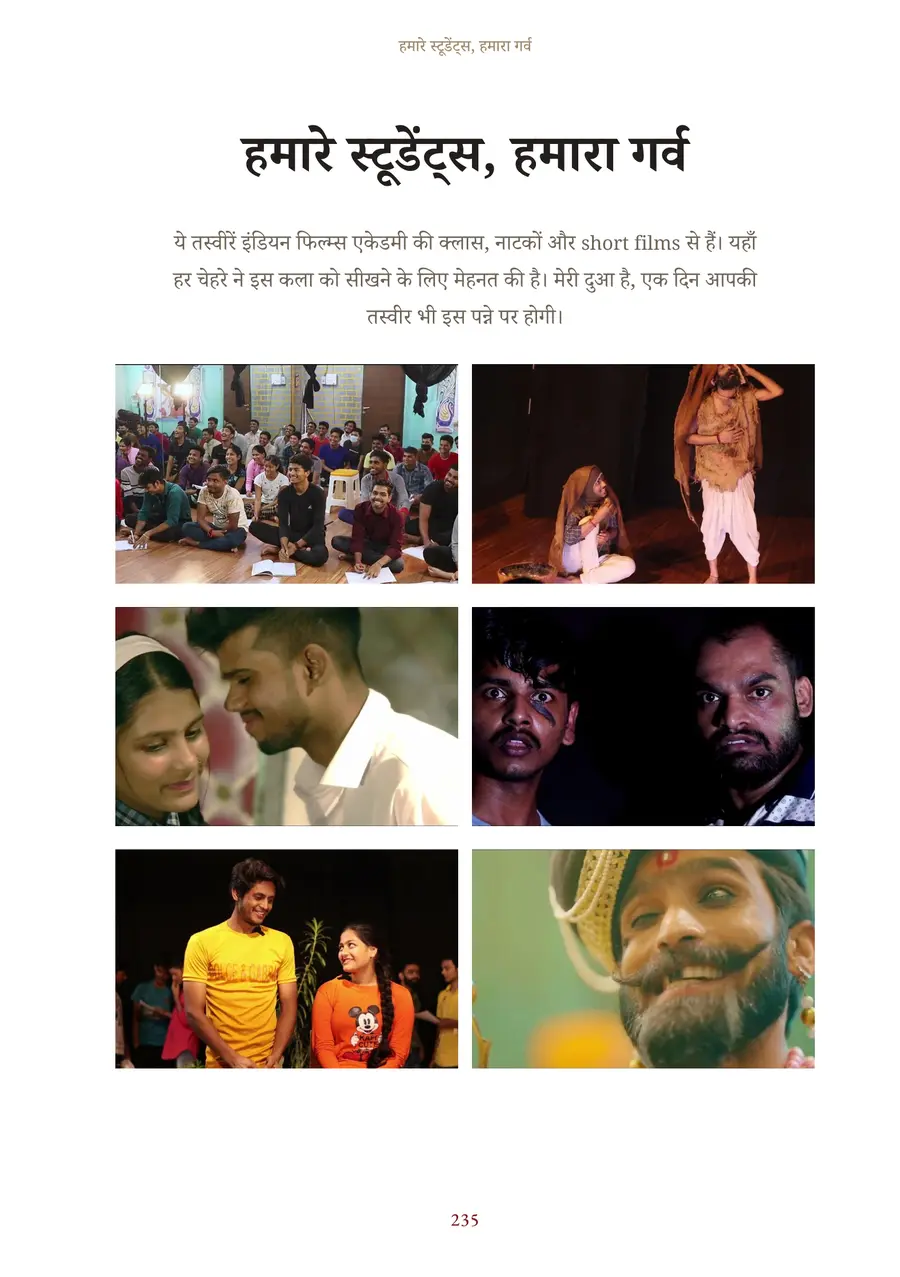 हमारे स्टूडेंट्स, हमारा गर्व
हमारे स्टूडेंट्स, हमारा गर्व
ये तस्वीरें इंडियन फिल्म्स एकेडमी की क्लास, नाटकों और short films से हैं। यहाँ
हर चेहरे ने इस कला को सीखने के लिए मेहनत की है। मेरी दुआ है, एक दिन आपकी
तस्वीर भी इस पन्ने पर होगी।
235